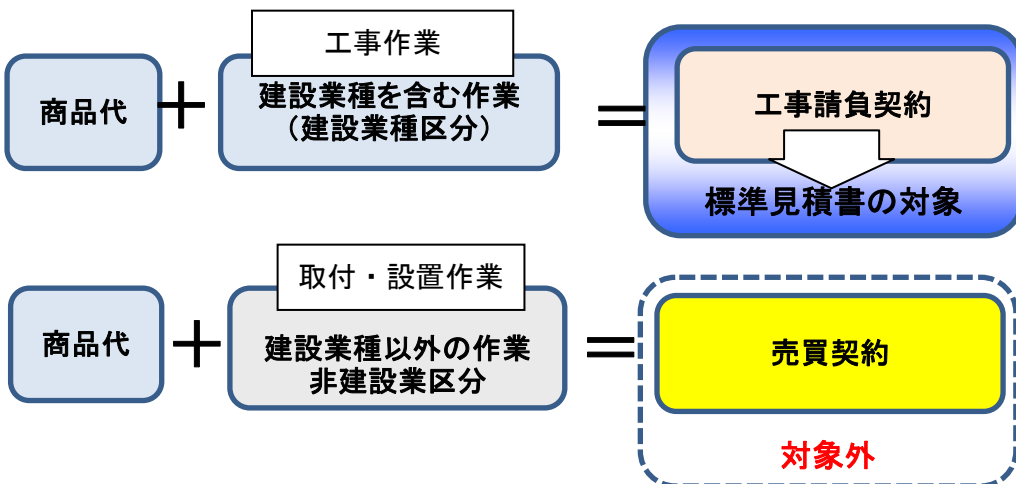 工事作業
商品代
+
建設業種を含む作業
（建設業種区分）
=
工事請負契約
標準見積書の対象
取付・設置作業
商品代
+
建設業種以外の作業
非建設業区分
=
売買契約
対象外